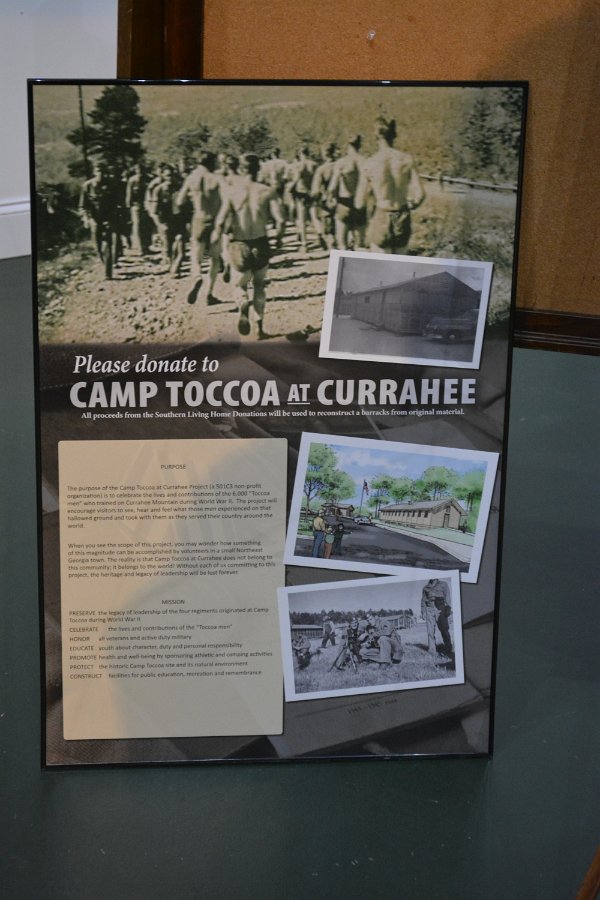 Please donate to
CAMP TOCCOA AT CURRAHEE
All proceeds from the Southern Living Home Donations will be used to reconstruct a barracks from original material.
PURPOSE
The purpose of the Camp Toccoa at Currahee Project (a 501C3 non-profit
organization) is to celebrate the lives and contributions of the 6,000 "Toccoa
men" who trained on Currahee Mountain during World War II. The project will
encourage visitors to see, hear and feel what those men experienced on that
hallowed ground and took with them as they served their country around the
world.
When you see the scope of this project, you may wonder how something
of this magnitude can be accomplished by volunteers in a small Northeast
Georgia town. The reality is that Camp Toccoa at Currahee does not belong to
this community; it belongs to the world! Without each of us committing to this
project, the heritage and legacy of leadership will be lost forever.
MISSION
PRESERVE the legacy of leadership of the four regiments originated at Camp
Toccoa during World War II
CELEBRATE the lives and contributions of the "Toccoa men"
HONOR all veterans and active duty military
EDUCATE youth about character, duty and personal responsibility
PROMOTE health and well-being by sponsoring athletic and camping activities
PROTECT the historic Camp Toccoa site and its natural environment
CONSTRUCT facilities for public education, recreation and remembrance